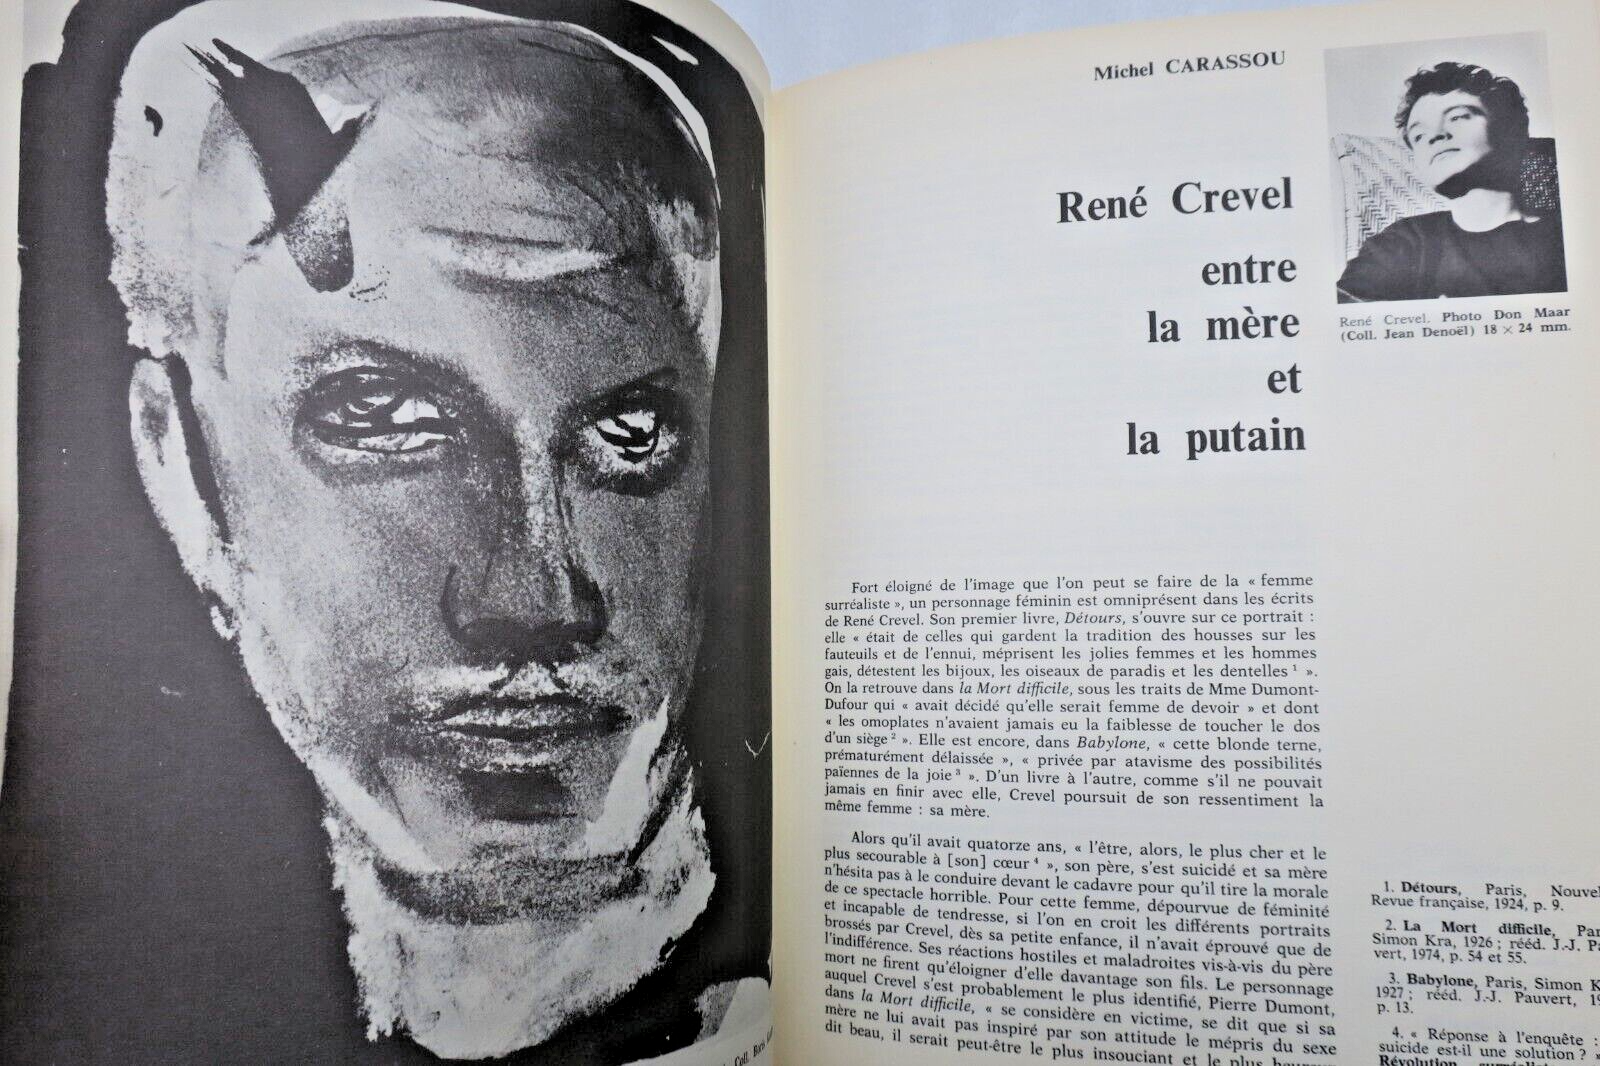 Coll.
Michel CARASSOU
René Crevel
entre
la mère
et
la putain
René Crevel. Photo Don Maar
(Coll. Jean Denoël) 18 × 24 mm.
Fort éloigné de l'image que l'on peut se faire de la « femme
surréaliste », un personnage féminin est omniprésent dans les écrits
de René Crevel. Son premier livre, Détours, s'ouvre sur ce portrait :
elle « était de celles qui gardent la tradition des housses sur les
fauteuils et de l'ennui, méprisent les jolies femmes et les hommes
gais, détestent les bijoux, les oiseaux de paradis et les dentelles ¹ ».
On la retrouve dans la Mort difficile, sous les traits de Mme Dumont-
Dufour qui « avait décidé qu'elle serait femme de devoir » et dont
« les omoplates n'avaient jamais eu la faiblesse de toucher le dos
d'un siège ² ». Elle est encore, dans Babylone, « cette blonde terne,
prématurément délaissée », « privée par atavisme des possibilités
païennes de la joie ³ ». D'un livre à l'autre, comme s'il ne pouvait
jamais en finir avec elle, Crevel poursuit de son ressentiment la
même femme : sa mère.
Alors qu'il avait quatorze ans, « l'être, alors, le plus cher et le
plus secourable à [son] cœur ⁴ », son père, s'est suicidé et sa mère
n'hésita pas à le conduire devant le cadavre pour qu'il tire la morale
de ce spectacle horrible. Pour cette femme, dépourvue de féminité
et incapable de tendresse, si l'on en croit les différents portraits
brossés par Crevel, dès sa petite enfance, il n'avait éprouvé que de
l'indifférence. Ses réactions hostiles et maladroites vis-à-vis du père
mort ne firent qu'éloigner d'elle davantage son fils. Le personnage
auquel Crevel s'est probablement le plus identifié, Pierre Dumont,
dans la Mort difficile, « se considère en victime, se dit que si sa
mère ne lui avait pas inspiré par son attitude le mépris du sexe
dit beau, il serait peut-être le plus insouciant et le plus heureux
1. Détours, Paris, Nouvel
Revue française, 1924, p. 9.
2. La Mort difficile, Par
Simon Kra, 1926 ; rééd. J.-J. Pa
vert, 1974, p. 54 et 55.
3. Babylone, Paris, Simon K
1927 ; rééd. J.-J. Pauvert, 19
p. 13.
4. « Réponse à l'enquête :
suicide est-il une solution ? »
Révolution surréaliste